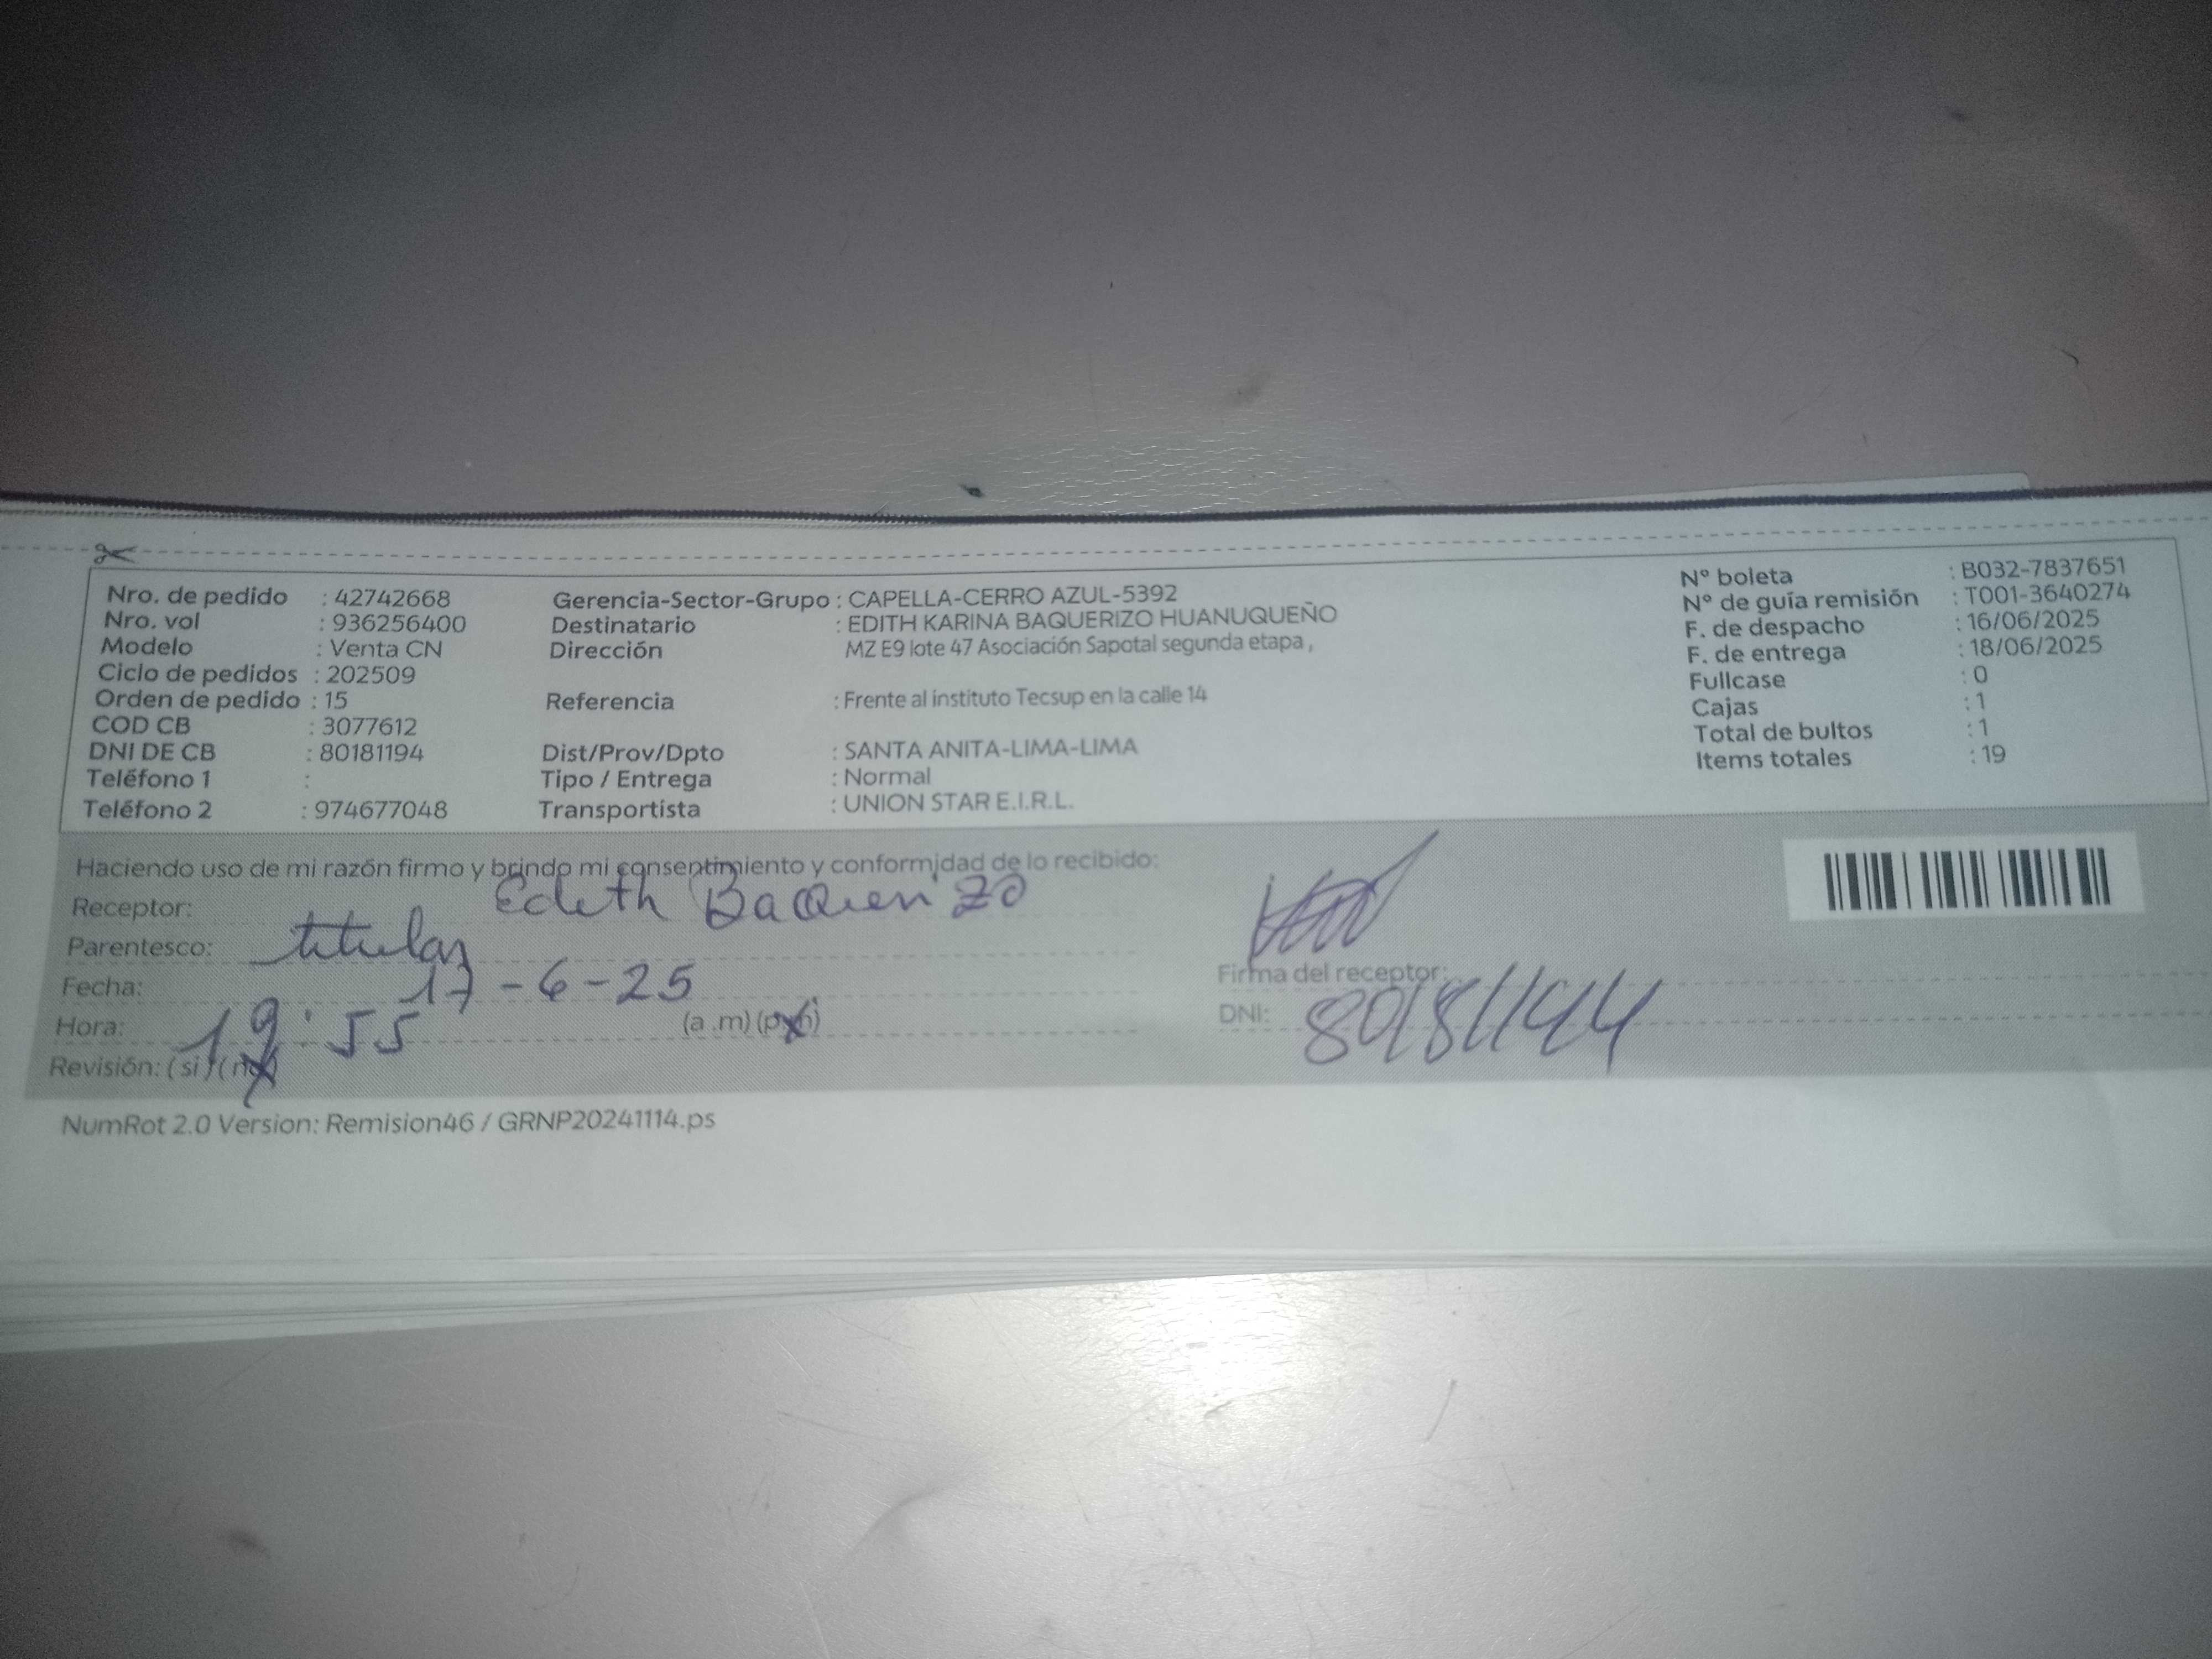 Nro. de pedido : 42742668
Nro. vol : 936256400
Modelo : Venta CN
Ciclo de pedidos : 202509
Orden de pedido : 15
COD CB : 3077612
DNI DE CB : 80181194
Teléfono 1 :
Teléfono 2 : 974677048
Gerencia-Sector-Grupo : CAPELLA-CERRO AZUL-5392
Destinatario : EDITH KARINA BAQUERIZO HUANUQUEÑO
Dirección MZ E9 lote 47 Asociación Sapotal segunda etapa ,
Referencia : Frente al instituto Tecsup en la calle 14
Dist/Prov/Dpto : SANTA ANITA-LIMA-LIMA
Tipo / Entrega : Normal
Transportista : UNION STAR E.I.R.L.
N° boleta : B032-7837651
N° de guía remisión : T001-3640274
F. de despacho : 16/06/2025
F. de entrega : 18/06/2025
Fullcase : 0
Cajas : 1
Total de bultos : 1
Items totales : 19
Haciendo uso de mi razón firmo y brindo mi consentimiento y conformidad de lo recibido:
Receptor: Edith Baquerizo
Parentesco: titular
Fecha: 17-6-25
Hora: 19:55 (a .m) (p.m)
Revisión: (si) (no)
Firma del receptor:
DNI:
NumRot 2.0 Version: Remision46 / GRNP20241114.ps